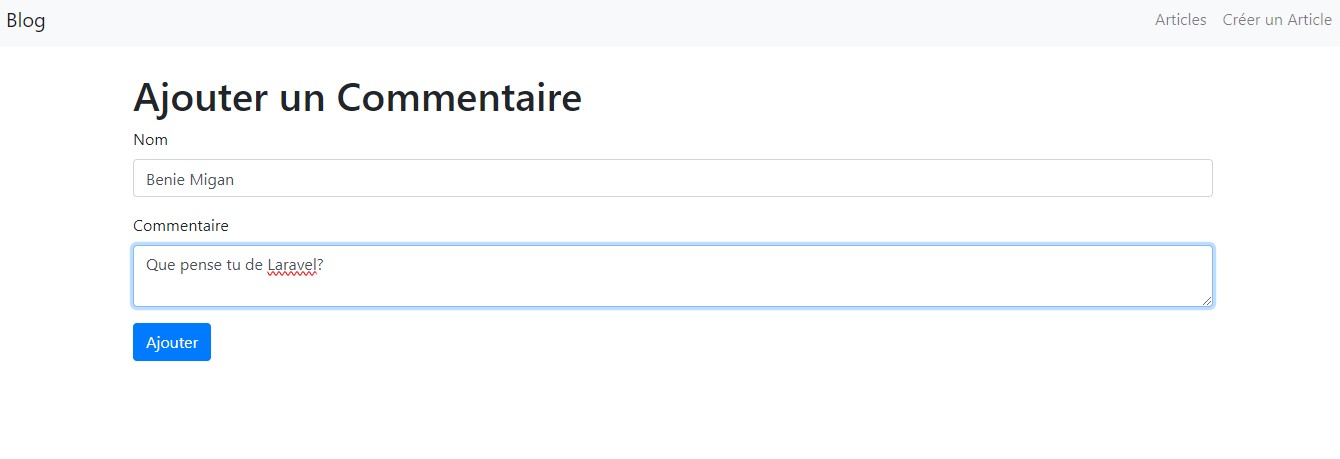 Blog
Articles Créer un Article
Ajouter un Commentaire
Nom
Benie Migan
Commentaire
Que pense tu de Laravel?
Ajouter